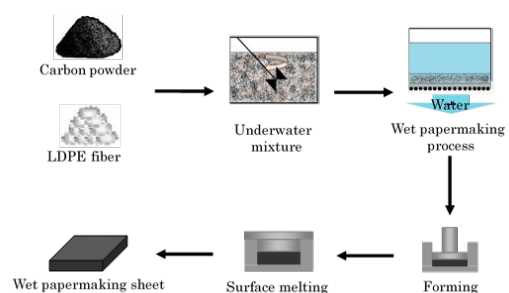 Carbon powder
LDPE fiber
Underwater
mixture
Water
Wet papermaking
process
Forming
Surface melting
Wet papermaking sheet